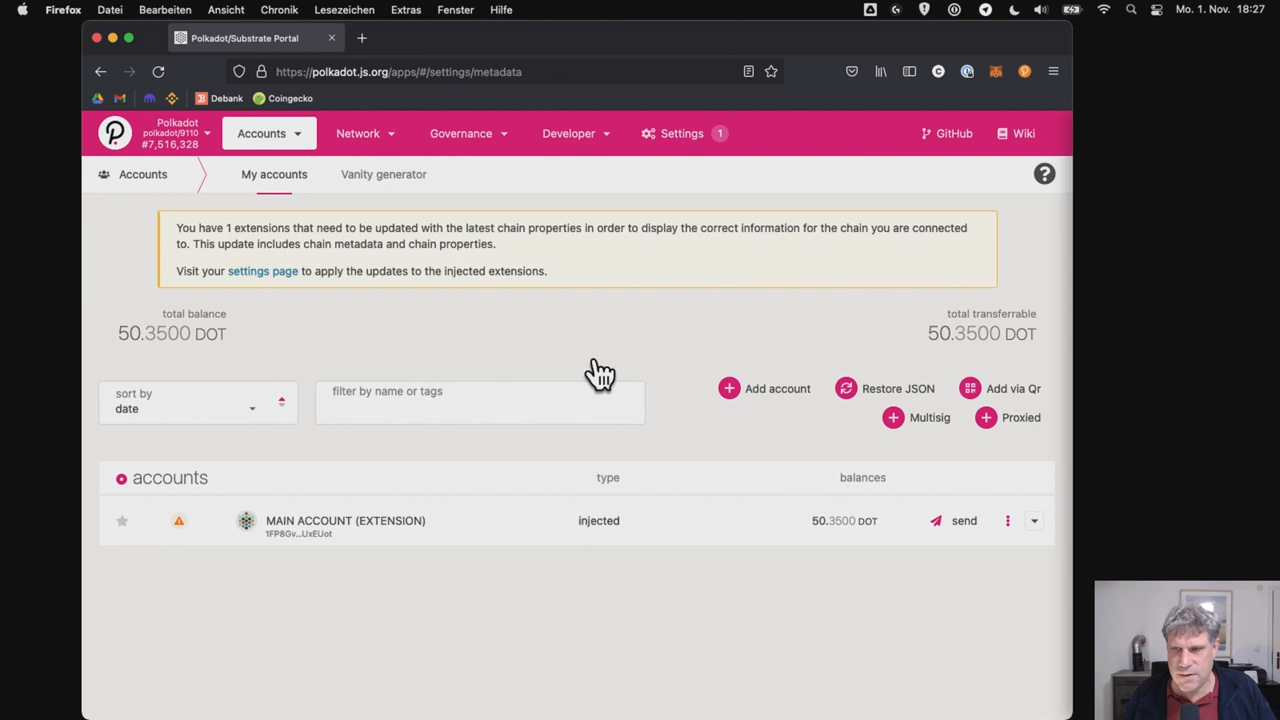 Firefox Datei Bearbeiten Ansicht Chronik Lesezeichen Extras Fenster Hilfe Mo. 1. Nov. 18:27
Polkadot/Substrate Portal
https://polkadot.js.org/apps/#/settings/metadata
Debank Coingecko
Polkadot
polkadot/9110
#7,516,328
Accounts Network Governance Developer Settings 1 GitHub Wiki
Accounts My accounts Vanity generator
You have 1 extensions that need to be updated with the latest chain properties in order to display the correct information for the chain you are connected
to. This update includes chain metadata and chain properties.
Visit your settings page to apply the updates to the injected extensions.
total balance
50.3500 DOT
total transferrable
50.3500 DOT
sort by
date
filter by name or tags
Add account Restore JSON Add via Qr
Multisig Proxied
accounts type balances
MAIN ACCOUNT (EXTENSION) injected 50.3500 DOT send
1FP8Gv...UxEUot